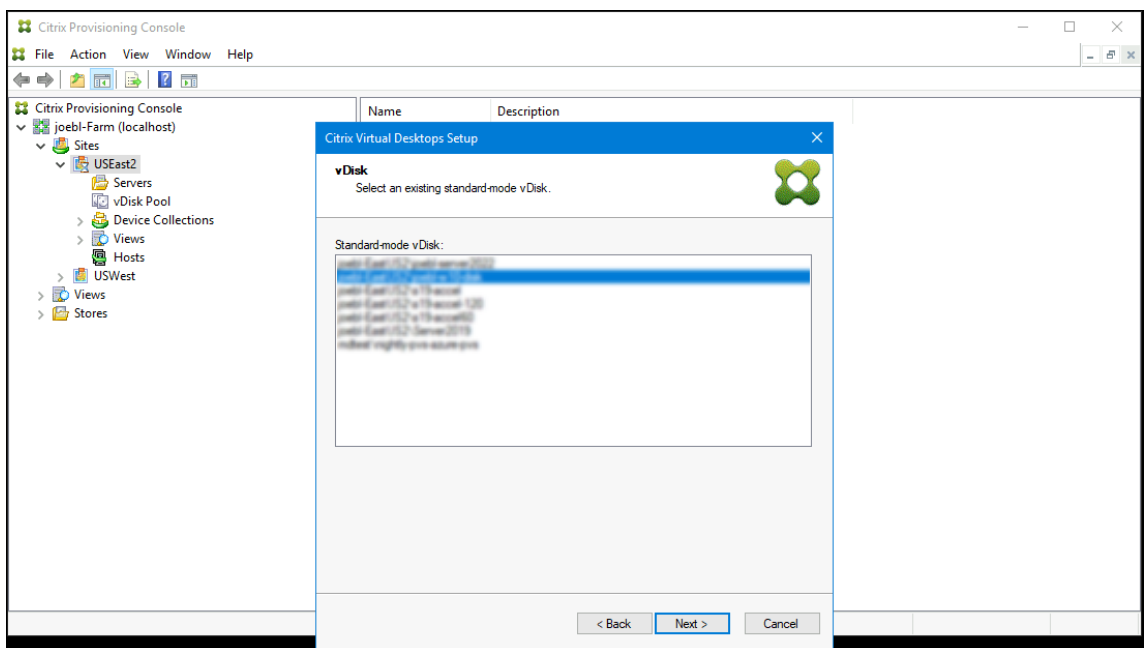 Citrix Provisioning Console
File Action View Window Help
Citrix Provisioning Console
joebl-Farm (localhost)
Sites
USEast2
Servers
vDisk Pool
Device Collections
Views
Hosts
USWest
Views
Stores
Name Description
Citrix Virtual Desktops Setup
vDisk
Select an existing standard-mode vDisk.
Standard-mode vDisk:
< Back Next > Cancel